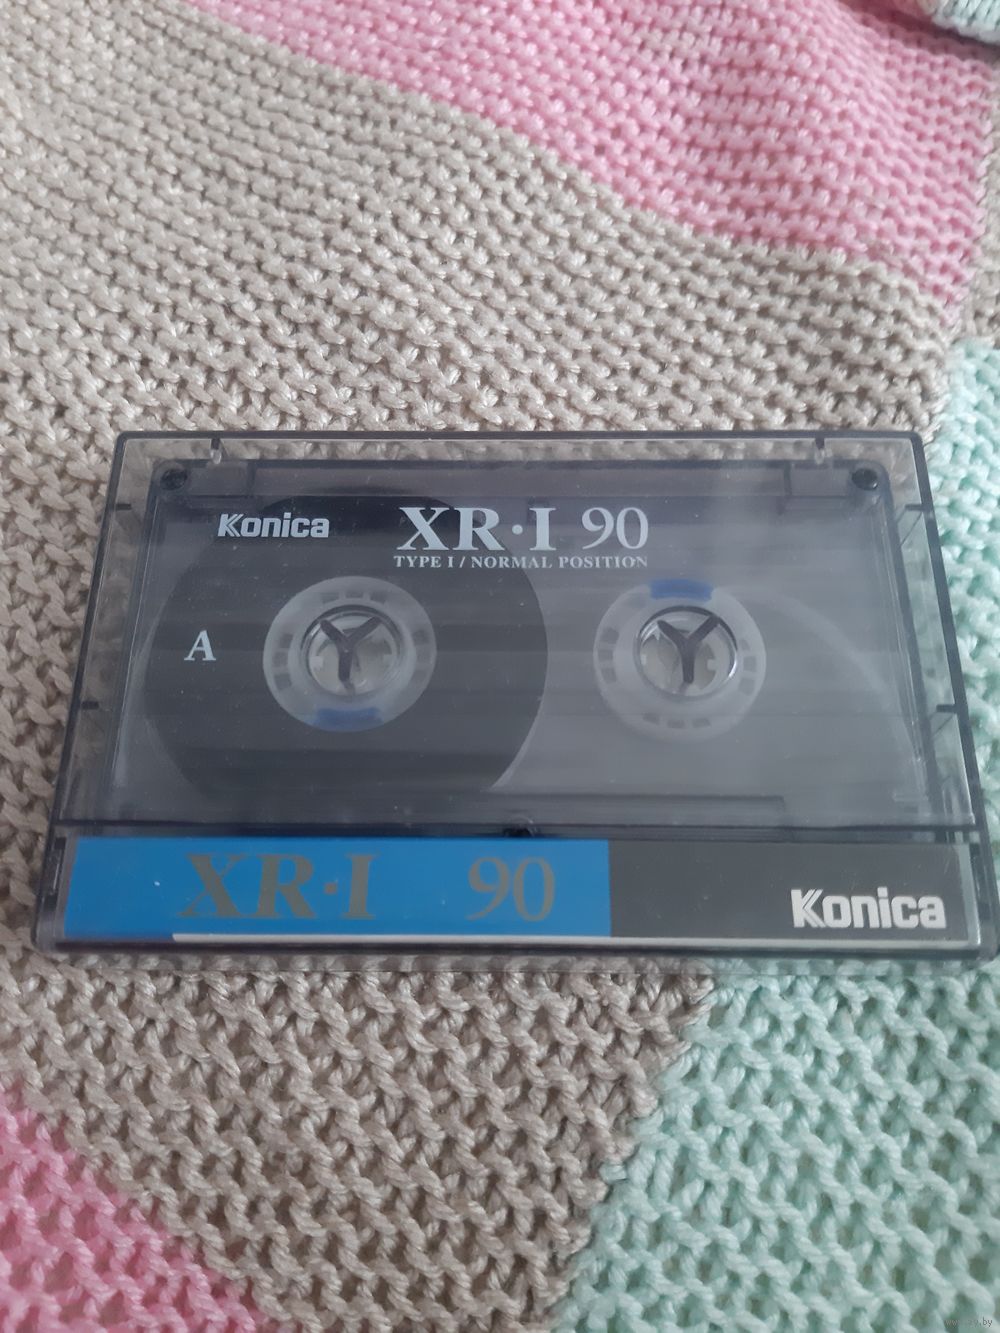 Konica
XR·I 90
TYPE I / NORMAL POSITION
A
XR·I 90
Konica